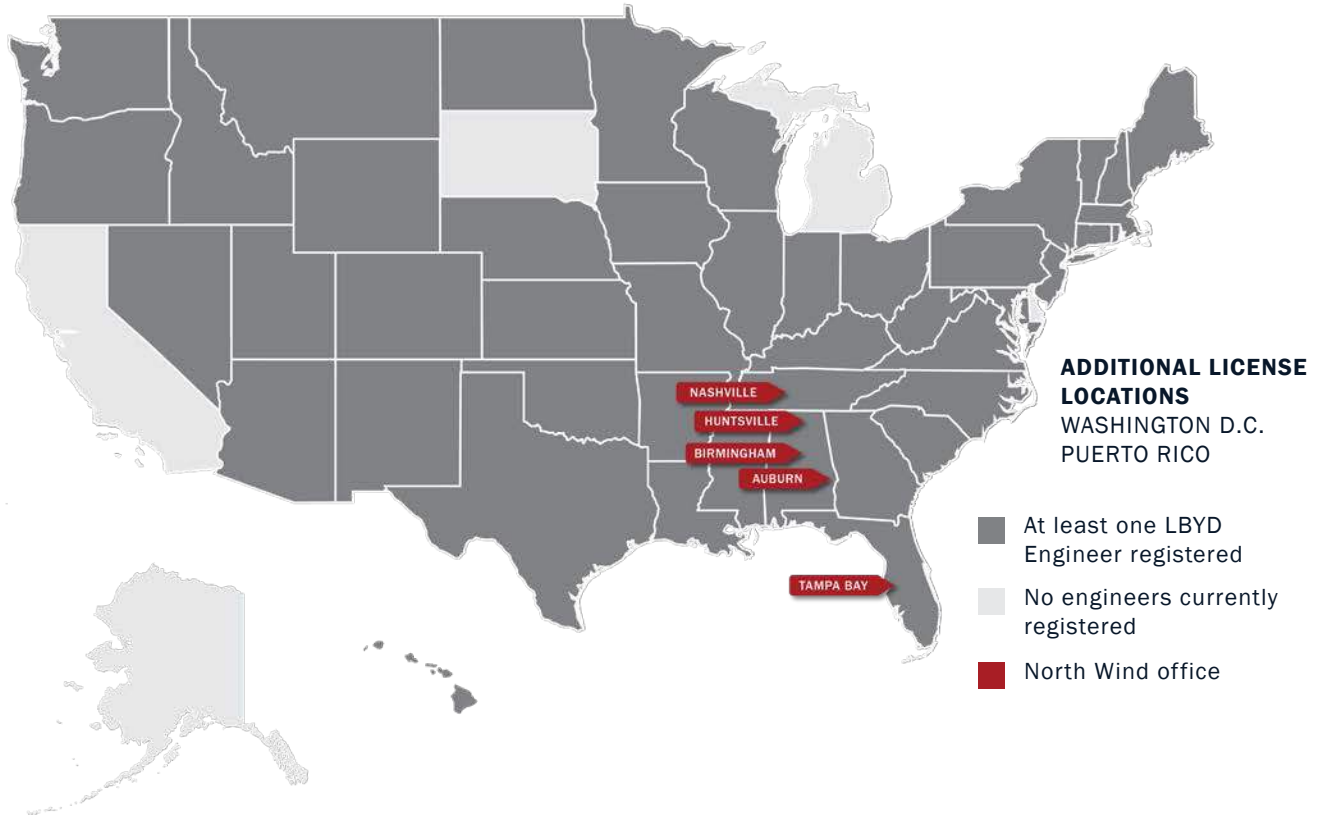 NASHVILLE
HUNTSVILLE
BIRMINGHAM
AUBURN
TAMPA BAY
ADDITIONAL LICENSE
LOCATIONS
WASHINGTON D.C.
PUERTO RICO
At least one LBYD
Engineer registered
No engineers currently
registered
North Wind office